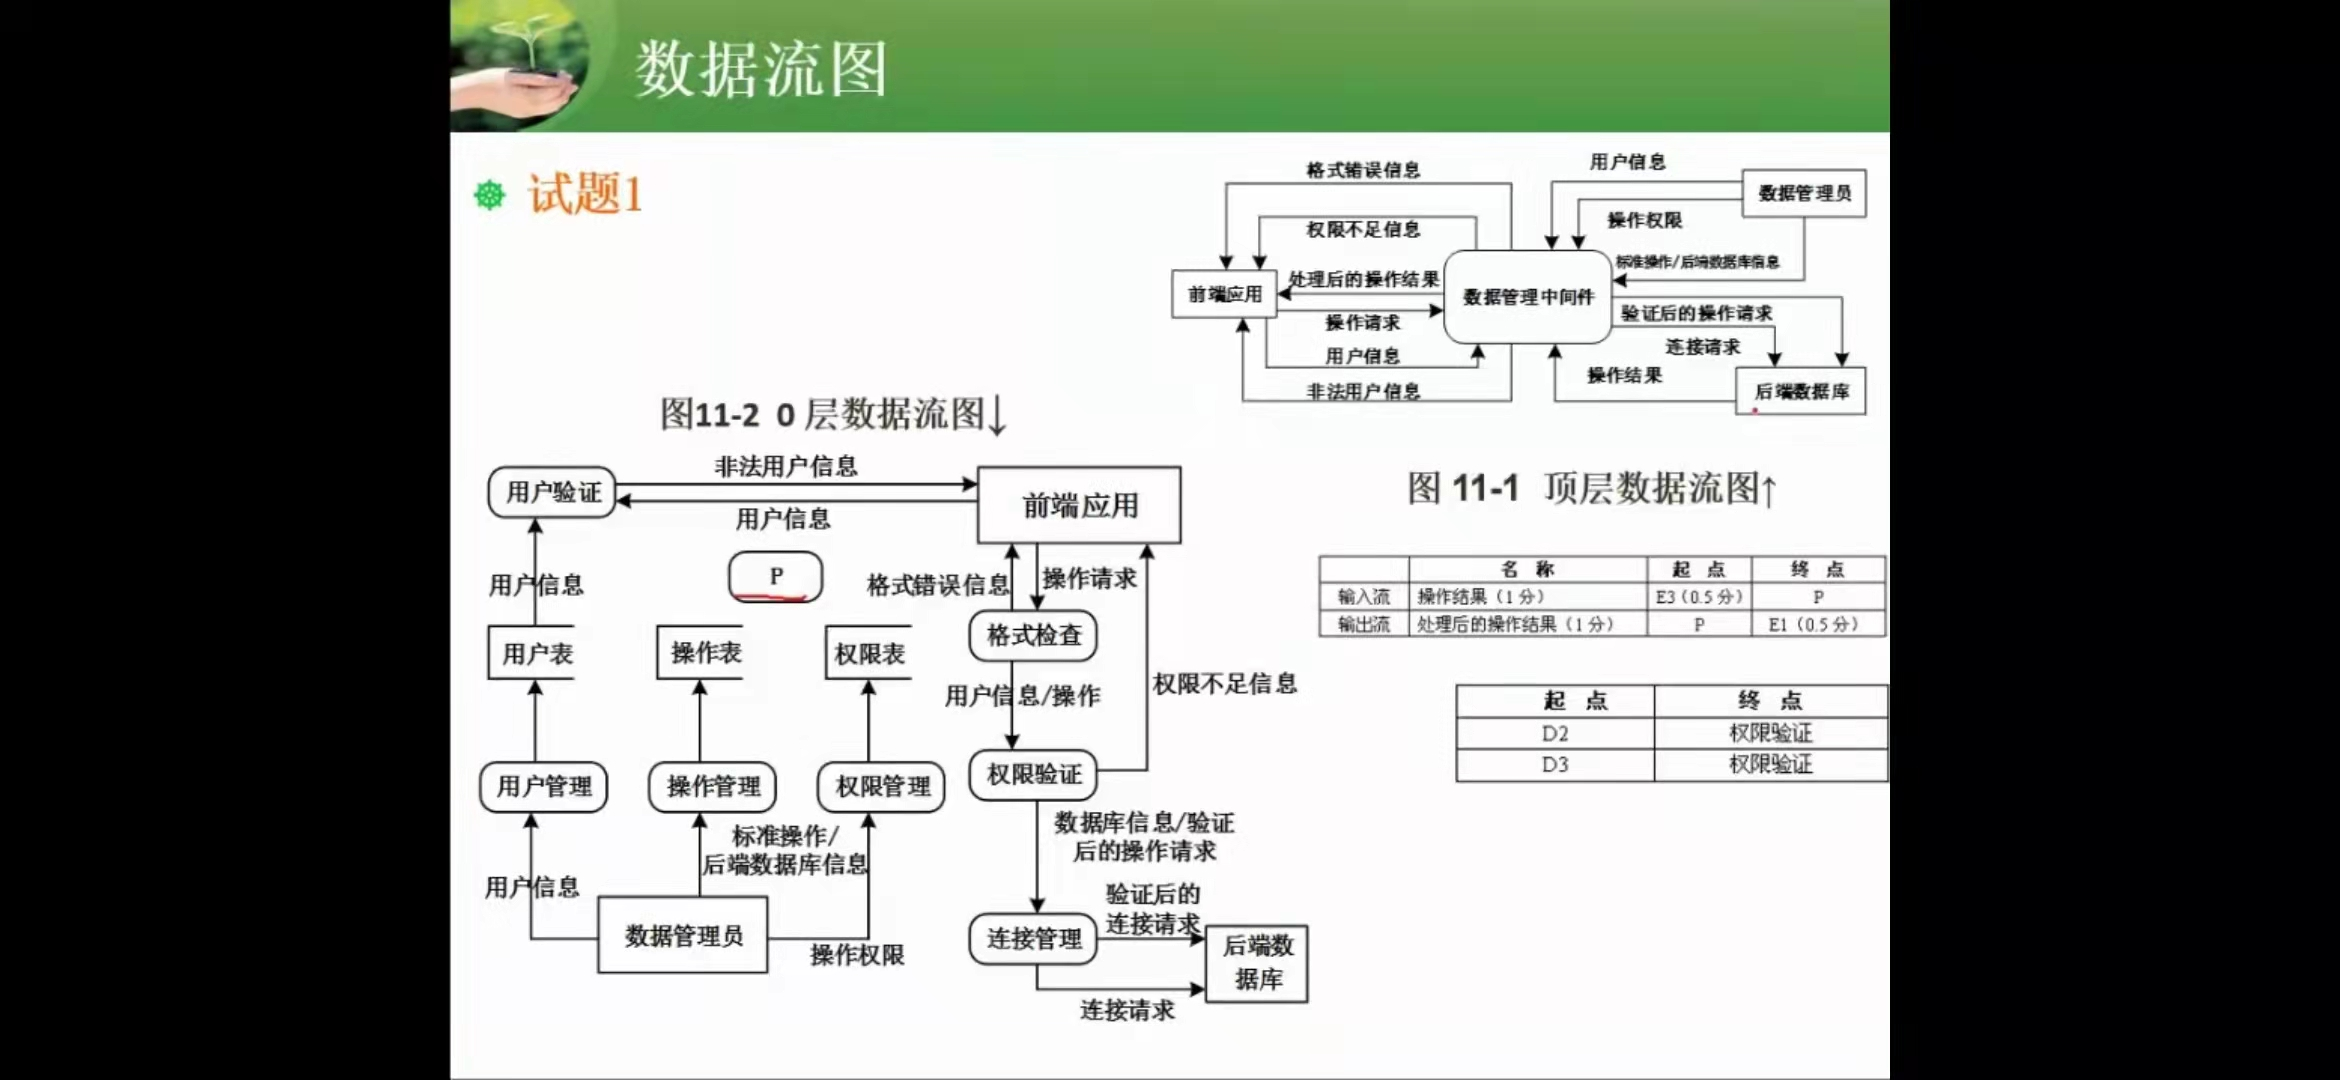 数据流图
试题1
格式错误信息
用户信息
数据管理员
操作权限
权限不足信息
标准操作/后端数据库信息
处理后的操作结果
前端应用
数据管理中间件
验证后的操作请求
操作请求
连接请求
用户信息
操作结果
非法用户信息
后端数据库
图 11-1 顶层数据流图↑
图11-2 0 层数据流图↓
非法用户信息
用户验证
前端应用
用户信息
P
用户信息
格式错误信息
操作请求
格式检查
用户表
操作表
权限表
用户信息/操作
权限不足信息
用户管理
操作管理
权限管理
权限验证
标准操作/
后端数据库信息
数据库信息/验证
后的操作请求
用户信息
数据管理员
操作权限
验证后的
连接请求
连接管理
后端数
据库
连接请求
名 称 起 点 终 点
输入流 操作结果（1分） E3（0.5分） P
输出流 处理后的操作结果（1分） P E1（0.5分）
起 点 终 点
D2 权限验证
D3 权限验证